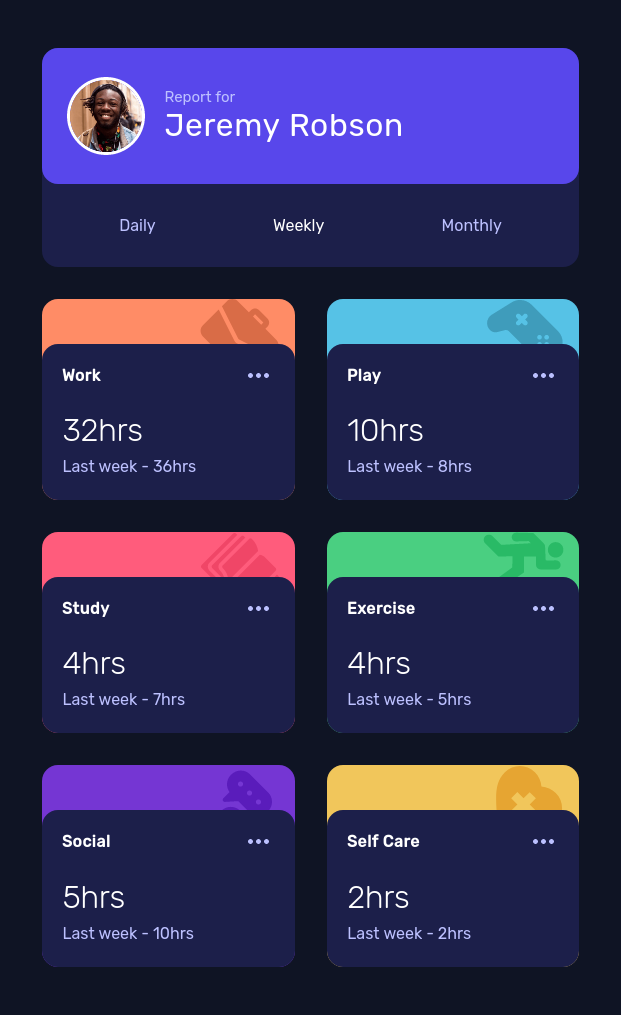 Report for
Jeremy Robson
Daily
Weekly
Monthly
Work
32hrs
Last week - 36hrs
Play
10hrs
Last week - 8hrs
Study
4hrs
Last week - 7hrs
Exercise
4hrs
Last week - 5hrs
Social
5hrs
Last week - 10hrs
Self Care
2hrs
Last week - 2hrs